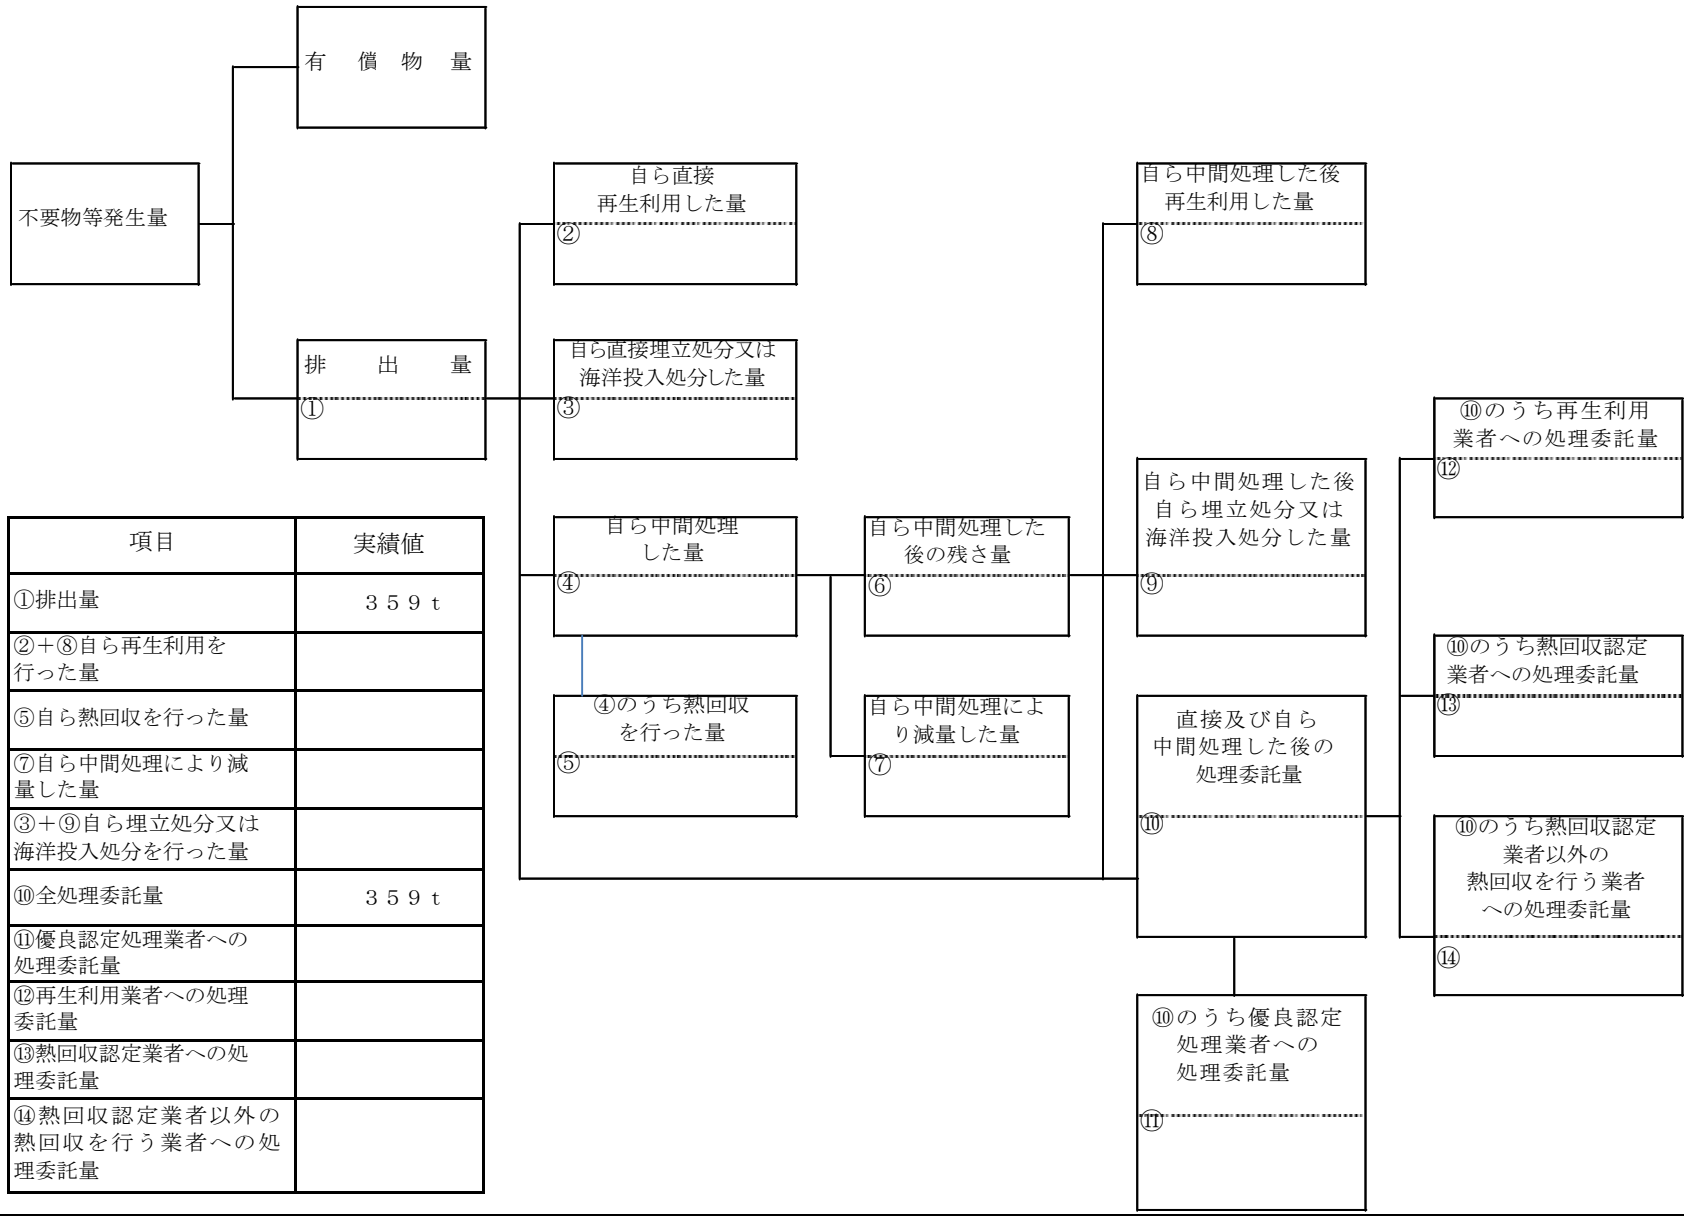 有償物量
不要物等発生量
排出量
①
自ら直接
再生利用した量
②
自ら直接埋立処分又は
海洋投入処分した量
③
自ら中間処理
した量
④
④のうち熱回収
を行った量
⑤
自ら中間処理した
後の残さ量
⑥
自ら中間処理によ
り減量した量
⑦
自ら中間処理した後
再生利用した量
⑧
自ら中間処理した後
自ら埋立処分又は
海洋投入処分した量
⑨
直接及び自ら
中間処理した後の
処理委託量
⑩
⑩のうち優良認定
処理業者への
処理委託量
⑪
⑩のうち再生利用
業者への処理委託量
⑫
⑩のうち熱回収認定
業者への処理委託量
⑬
⑩のうち熱回収認定
業者以外の
熱回収を行う業者
への処理委託量
⑭
項目 実績値
①排出量 ３５９ｔ
②＋⑧自ら再生利用を
行った量
⑤自ら熱回収を行った量
⑦自ら中間処理により減
量した量
③＋⑨自ら埋立処分又は
海洋投入処分を行った量
⑩全処理委託量 ３５９ｔ
⑪優良認定処理業者への
処理委託量
⑫再生利用業者への処理
委託量
⑬熱回収認定業者への処
理委託量
⑭熱回収認定業者以外の
熱回収を行う業者への処
理委託量